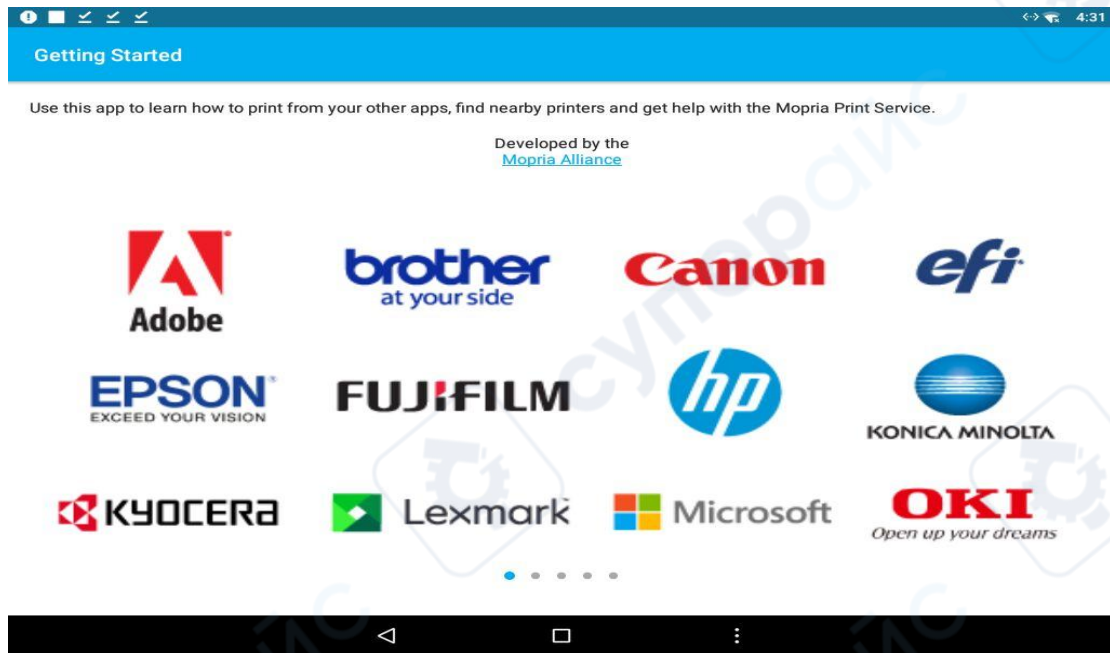 4:31
Getting Started
Use this app to learn how to print from your other apps, find nearby printers and get help with the Mopria Print Service.
Developed by the
Mopria Alliance
Adobe
brother
at your side
Canon
efi
EPSON
EXCEED YOUR VISION
FUJIFILM
hp
KONICA MINOLTA
KYOCERA
Lexmark
Microsoft
OKI
Open up your dreams
суперайс